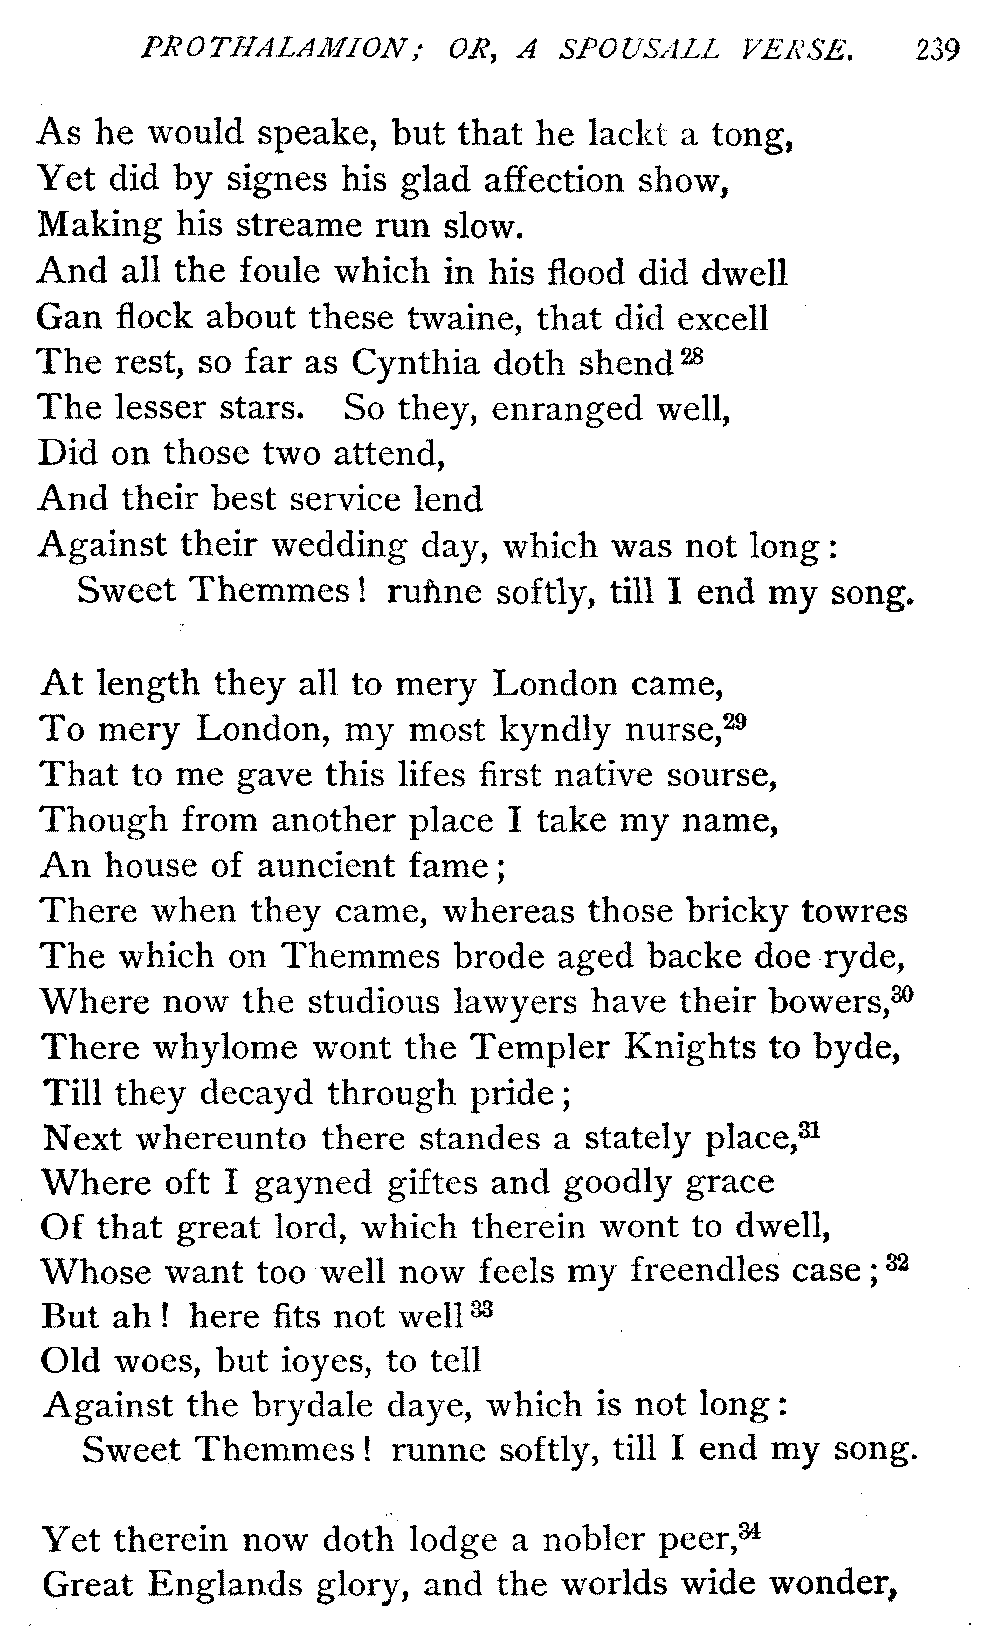 PROTHALAMION; OR, A SPOUSALL VERSE. 239
As he would speake, but that he lackt a tong,
Yet did by signes his glad affection show,
Making his streame run slow.
And all the foule which in his flood did dwell
Gan flock about these twaine, that did excell
The rest, so far as Cynthia doth shend²⁸
The lesser stars. So they, enranged well,
Did on those two attend,
And their best service lend
Against their wedding day, which was not long:
Sweet Themmes! runne softly, till I end my song.
At length they all to mery London came,
To mery London, my most kyndly nurse,²⁹
That to me gave this lifes first native sourse,
Though from another place I take my name,
An house of auncient fame;
There when they came, whereas those bricky towres
The which on Themmes brode aged backe doe ryde,
Where now the studious lawyers have their bowers,³⁰
There whylome wont the Templer Knights to byde,
Till they decayd through pride;
Next whereunto there standes a stately place,³¹
Where oft I gayned giftes and goodly grace
Of that great lord, which therein wont to dwell,
Whose want too well now feels my freendles case;³²
But ah! here fits not well³³
Old woes, but ioyes, to tell
Against the brydale daye, which is not long:
Sweet Themmes! runne softly, till I end my song.
Yet therein now doth lodge a nobler peer,³⁴
Great Englands glory, and the worlds wide wonder,